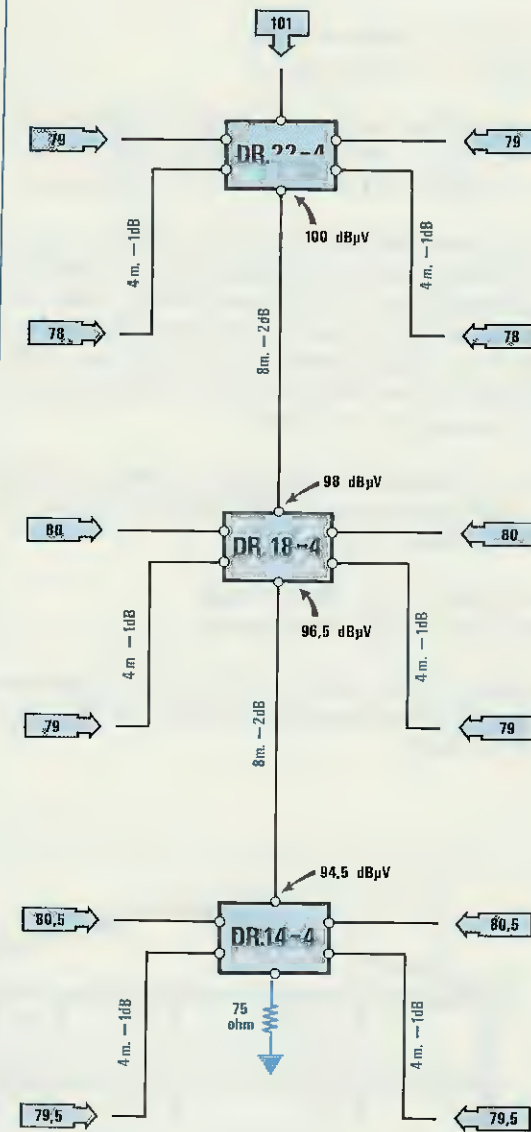 101
79
DR.22-4
79
4 m. – 1dB
100 dBµV
4 m. – 1dB
78
78
8m. – 2dB
98 dBµV
80
DR. 18-4
80
4 m – 1dB
96,5 dBµV
4 m. – 1dB
79
79
8m. – 2dB
94,5 dBµV
80,5
DR.14-4
80,5
4 m. – 1dB
75
ohm
4 m. – 1dB
79,5
79,5